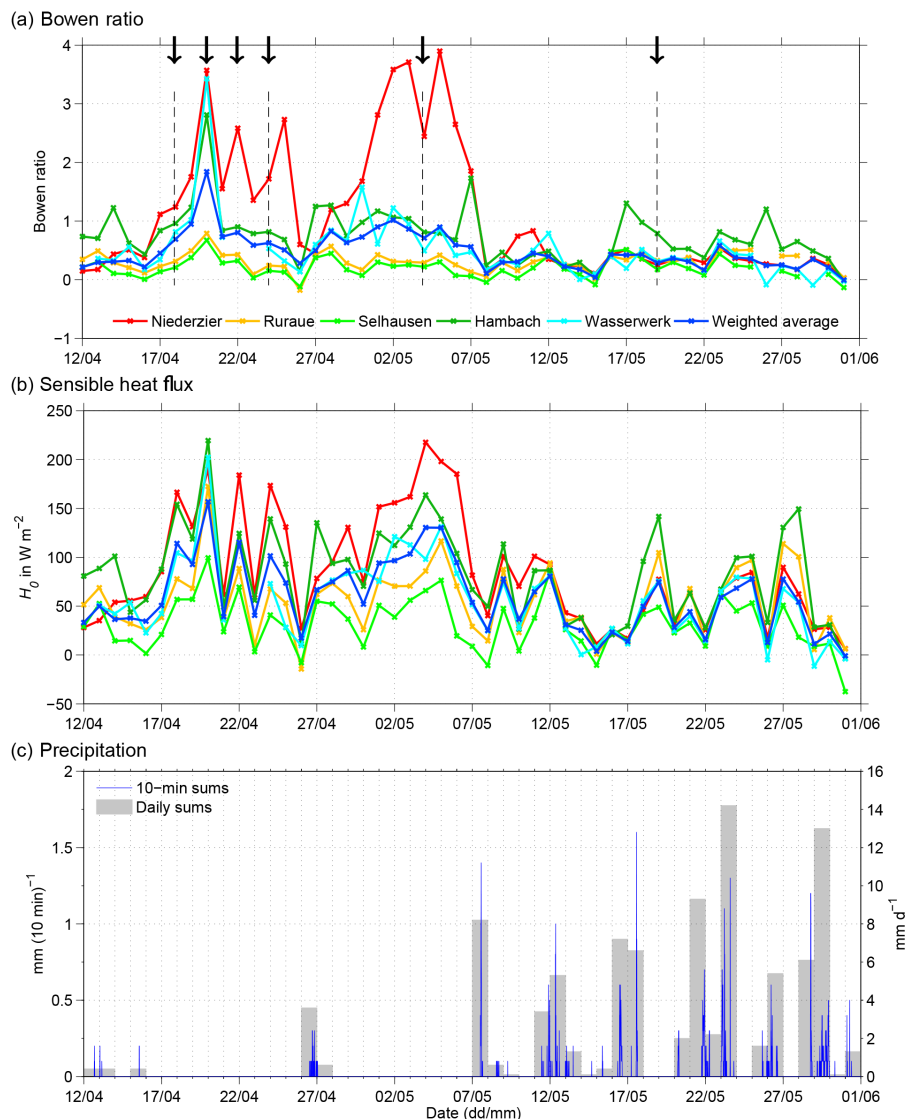 (a) Bowen ratio
4
3
2
1
0
−1
Bowen ratio
Niederzier Ruraue Selhausen Hambach Wasserwerk Weighted average
12/04 17/04 22/04 27/04 02/05 07/05 12/05 17/05 22/05 27/05 01/06
(b) Sensible heat flux
250
200
150
100
50
0
−50
H0 in W m−2
12/04 17/04 22/04 27/04 02/05 07/05 12/05 17/05 22/05 27/05 01/06
(c) Precipitation
2
1.5
1
0.5
0
mm (10 min)−1
10−min sums
Daily sums
16
14
12
10
8
6
4
2
0
mm d−1
12/04 17/04 22/04 27/04 02/05 07/05 12/05 17/05 22/05 27/05 01/06
Date (dd/mm)